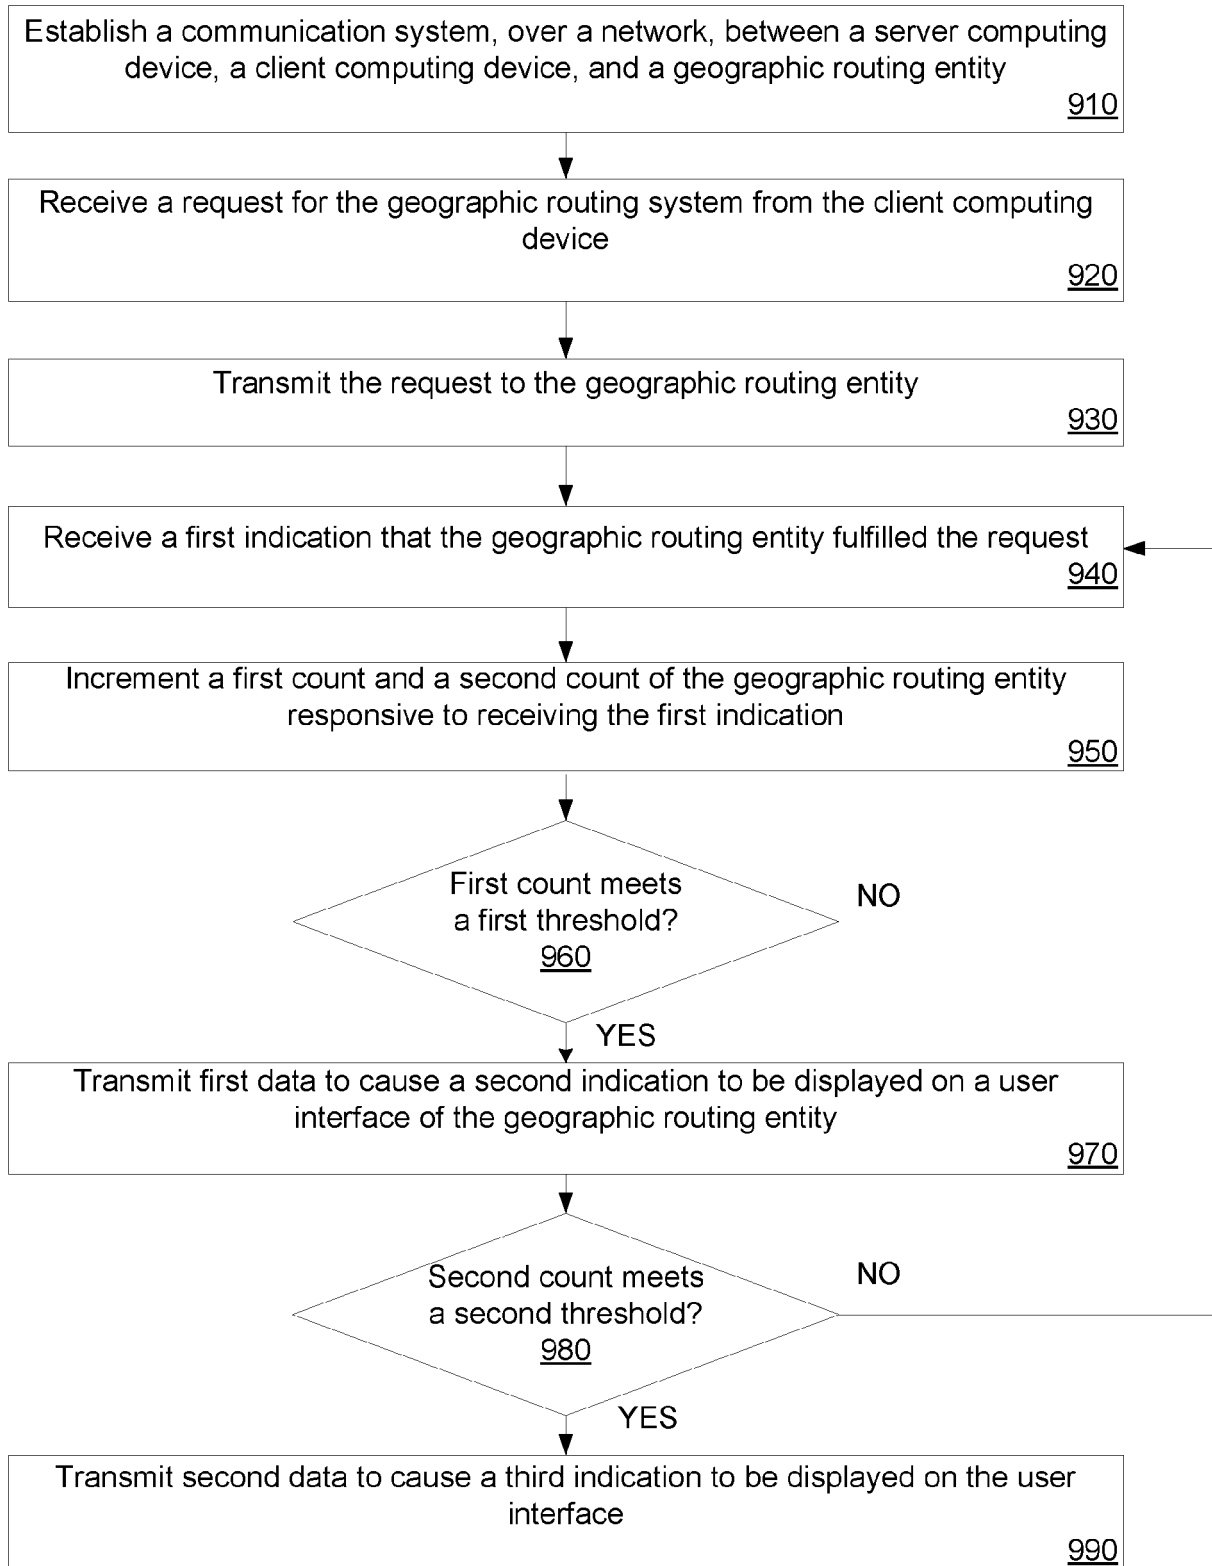 Establish a communication system, over a network, between a server computing
device, a client computing device, and a geographic routing entity
910
Receive a request for the geographic routing system from the client computing
device
920
Transmit the request to the geographic routing entity
930
Receive a first indication that the geographic routing entity fulfilled the request
940
Increment a first count and a second count of the geographic routing entity
responsive to receiving the first indication
950
First count meets
a first threshold?
960
NO
YES
Transmit first data to cause a second indication to be displayed on a user
interface of the geographic routing entity
970
Second count meets
a second threshold?
980
NO
YES
Transmit second data to cause a third indication to be displayed on the user
interface
990